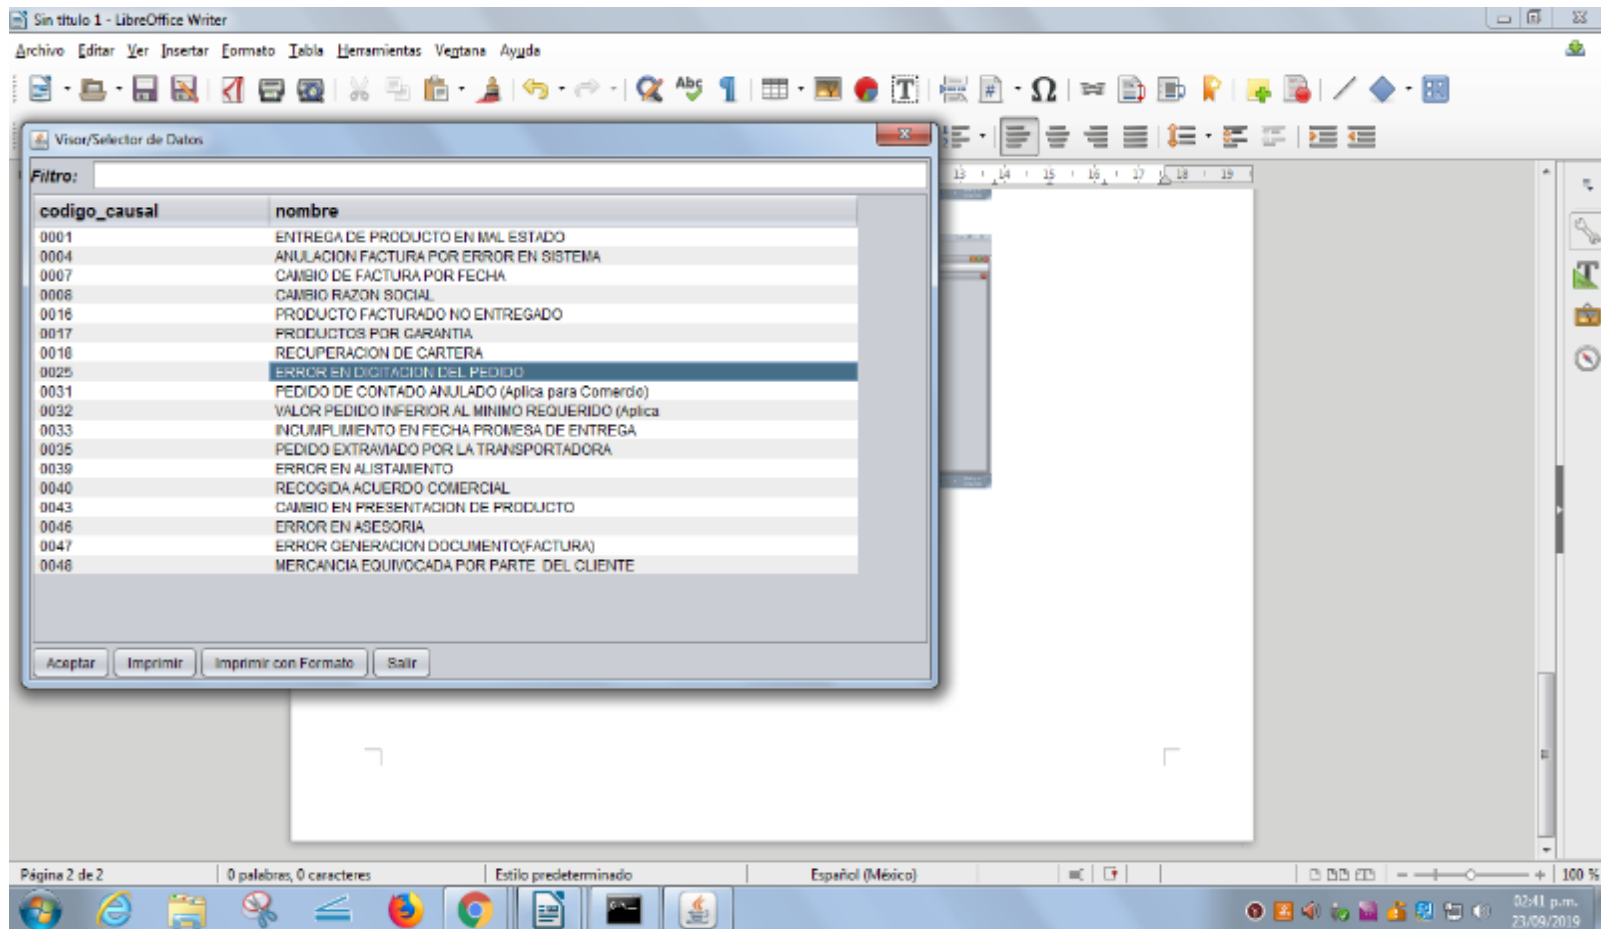 Sin título 1 - LibreOffice Writer
Archivo Editar Ver Insertar Formato Tabla Herramientas Ventana Ayuda
Visor/Selector de Datos
Filtro:
13 14 15 16 17 18 19
codigo_causal nombre
0001 ENTREGA DE PRODUCTO EN MAL ESTADO
0004 ANULACION FACTURA POR ERROR EN SISTEMA
0007 CAMBIO DE FACTURA POR FECHA
0008 CAMBIO RAZON SOCIAL
0016 PRODUCTO FACTURADO NO ENTREGADO
0017 PRODUCTOS POR GARANTIA
0018 RECUPERACION DE CARTERA
0025 ERROR EN DIGITACION DEL PEDIDO
0031 PEDIDO DE CONTADO ANULADO (Aplica para Comercio)
0032 VALOR PEDIDO INFERIOR AL MINIMO REQUERIDO (Aplica
0033 INCUMPLIMIENTO EN FECHA PROMESA DE ENTREGA
0035 PEDIDO EXTRAVIADO POR LA TRANSPORTADORA
0039 ERROR EN ALISTAMIENTO
0040 RECOGIDA ACUERDO COMERCIAL
0043 CAMBIO EN PRESENTACION DE PRODUCTO
0046 ERROR EN ASESORIA
0047 ERROR GENERACION DOCUMENTO(FACTURA)
0048 MERCANCIA EQUIVOCADA POR PARTE DEL CLIENTE
Aceptar Imprimir Imprimir con Formato Salir
Página 2 de 2 0 palabras, 0 caracteres Estilo predeterminado Español (México) 100 %
02:41 p.m.
23/09/2019